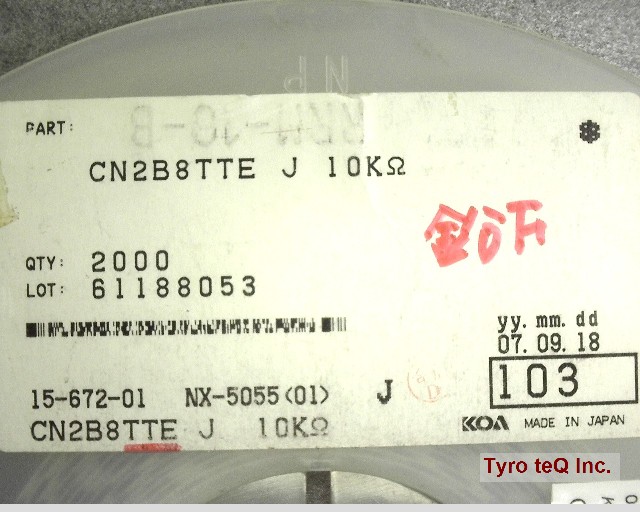 PART:
CN2B8TTE J 10KΩ
QTY: 2000
LOT: 61188053
yy. mm. dd
07. 09. 18
103
15-672-01 NX-5055(01) J
CN2B8TTE J 10KΩ
KOA MADE IN JAPAN
Tyro teQ Inc.